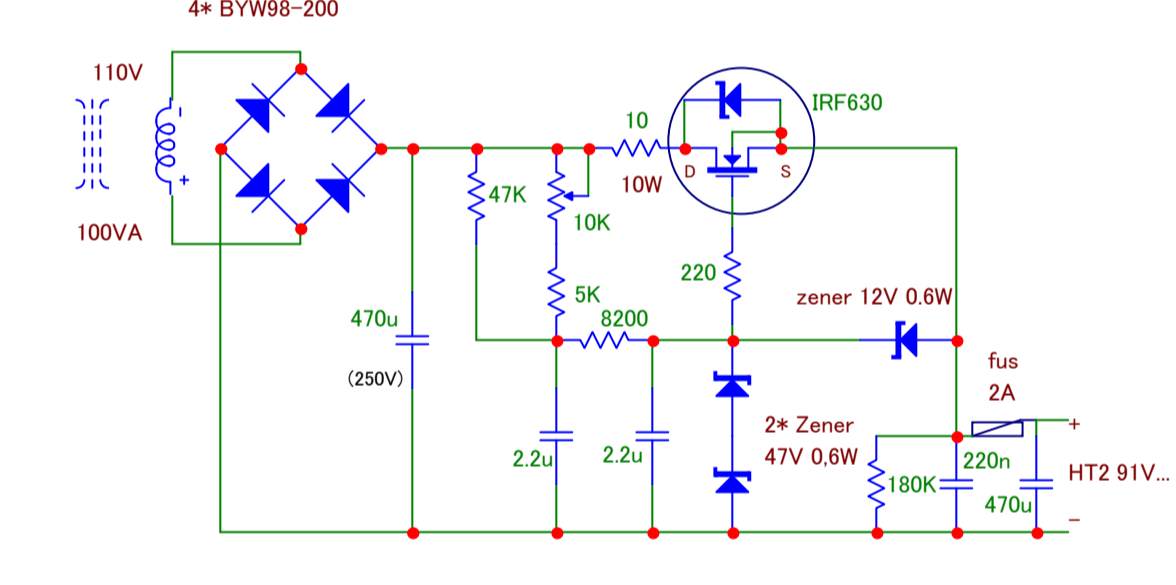 4* BYW98-200
110V
- 
+
100VA
470u
(250V)
47K
10K
5K
8200
2.2u
2.2u
10
10W
D
S
IRF630
220
zener 12V 0.6W
2* Zener
47V 0,6W
180K
220n
470u
fus
2A
+
HT2 91V...
-